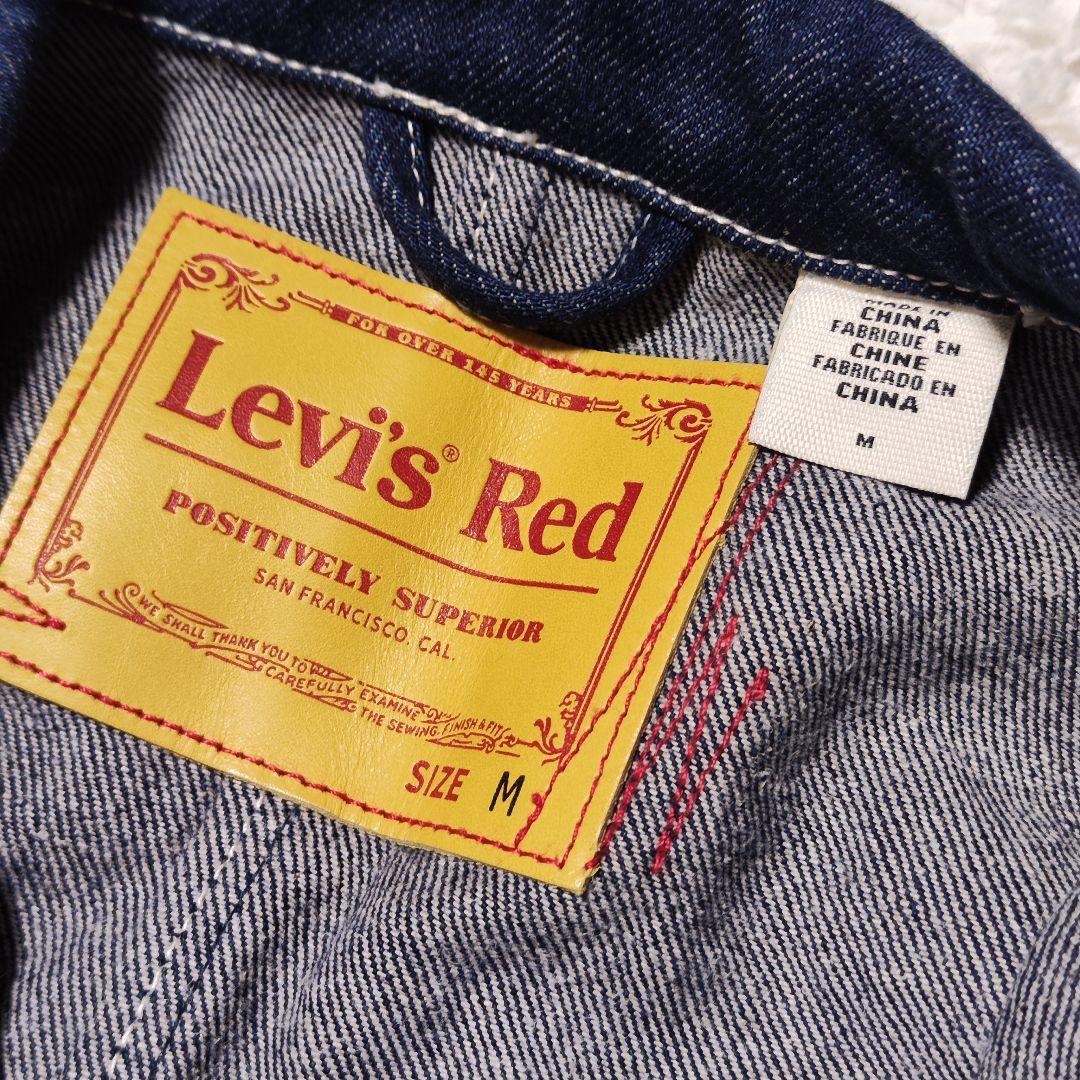 FOR OVER 145 YEARS
Levi's® Red
POSITIVELY SUPERIOR
SAN FRANCISCO. CAL.
WE SHALL THANK YOU TO
CAREFULLY EXAMINE
THE SEWING, FINISH & FIT
SIZE M
MADE IN
CHINA
FABRIQUE EN
CHINE
FABRICADO EN
CHINA
M